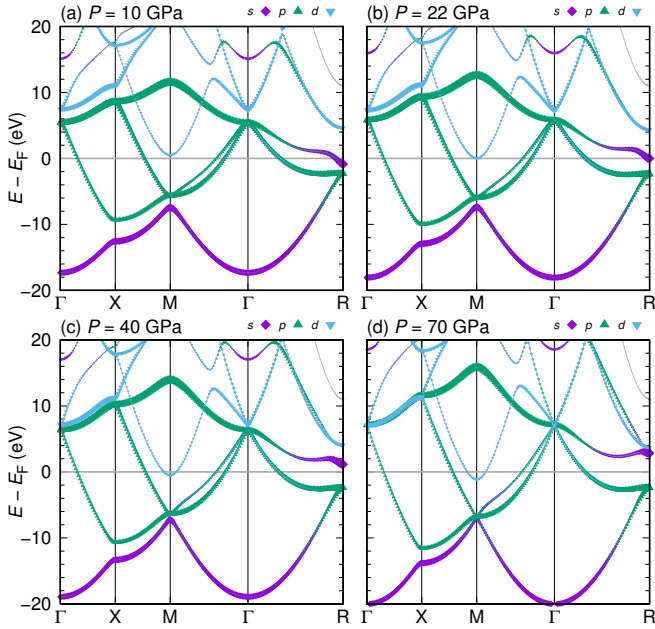 (a) P = 10 GPa s p d
(b) P = 22 GPa s p d
20
10
0
−10
−20
E − EF (eV)
Γ X M Γ R
Γ X M Γ R
(c) P = 40 GPa s p d
(d) P = 70 GPa s p d
20
10
0
−10
−20
E − EF (eV)
Γ X M Γ R
Γ X M Γ R